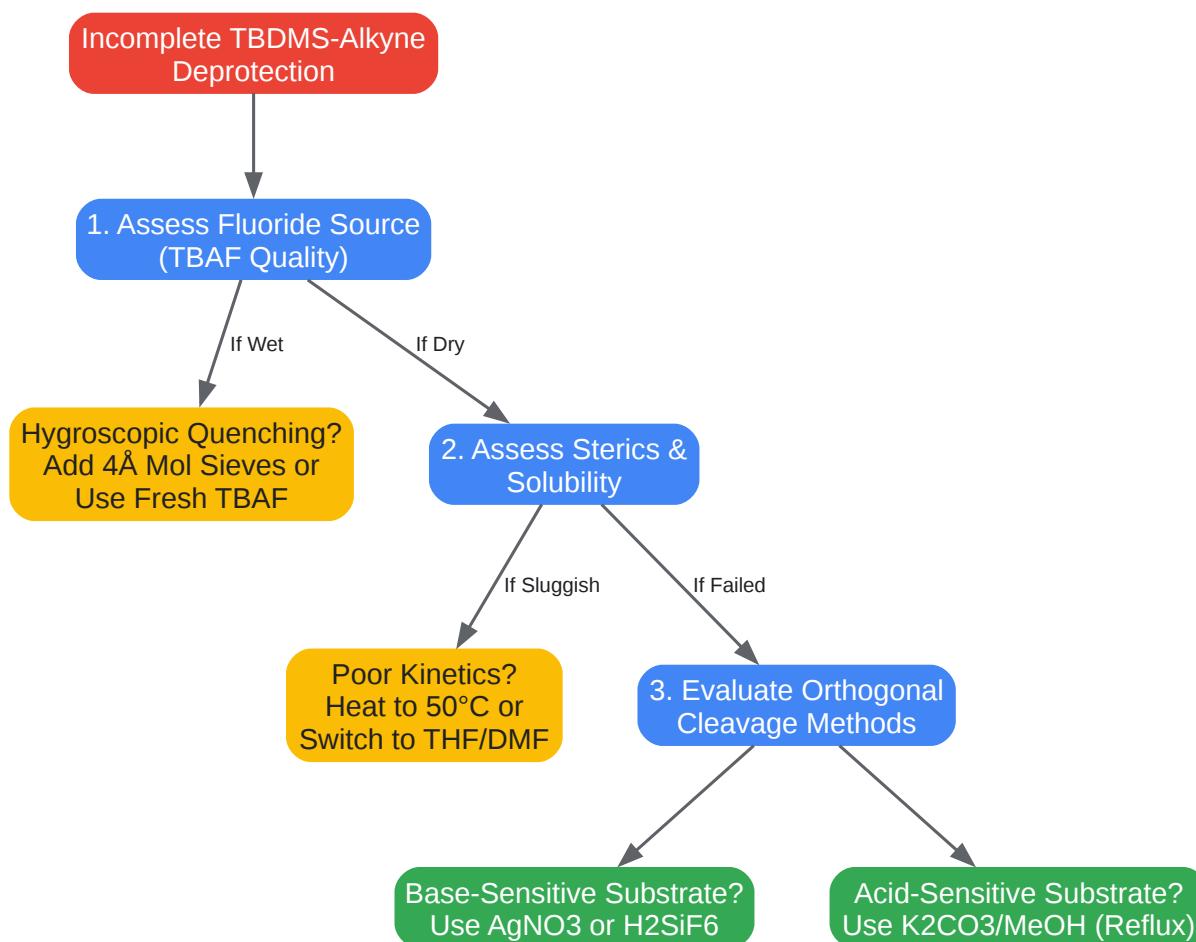 Incomplete TBDMS-Alkyne
Deprotection
1. Assess Fluoride Source
(TBAF Quality)
If Wet
If Dry
Hygroscopic Quenching?
Add 4Å Mol Sieves or
Use Fresh TBAF
2. Assess Sterics &
Solubility
If Sluggish
If Failed
Poor Kinetics?
Heat to 50°C or
Switch to THF/DMF
3. Evaluate Orthogonal
Cleavage Methods
Base-Sensitive Substrate?
Use AgNO3 or H2SiF6
Acid-Sensitive Substrate?
Use K2CO3/MeOH (Reflux)